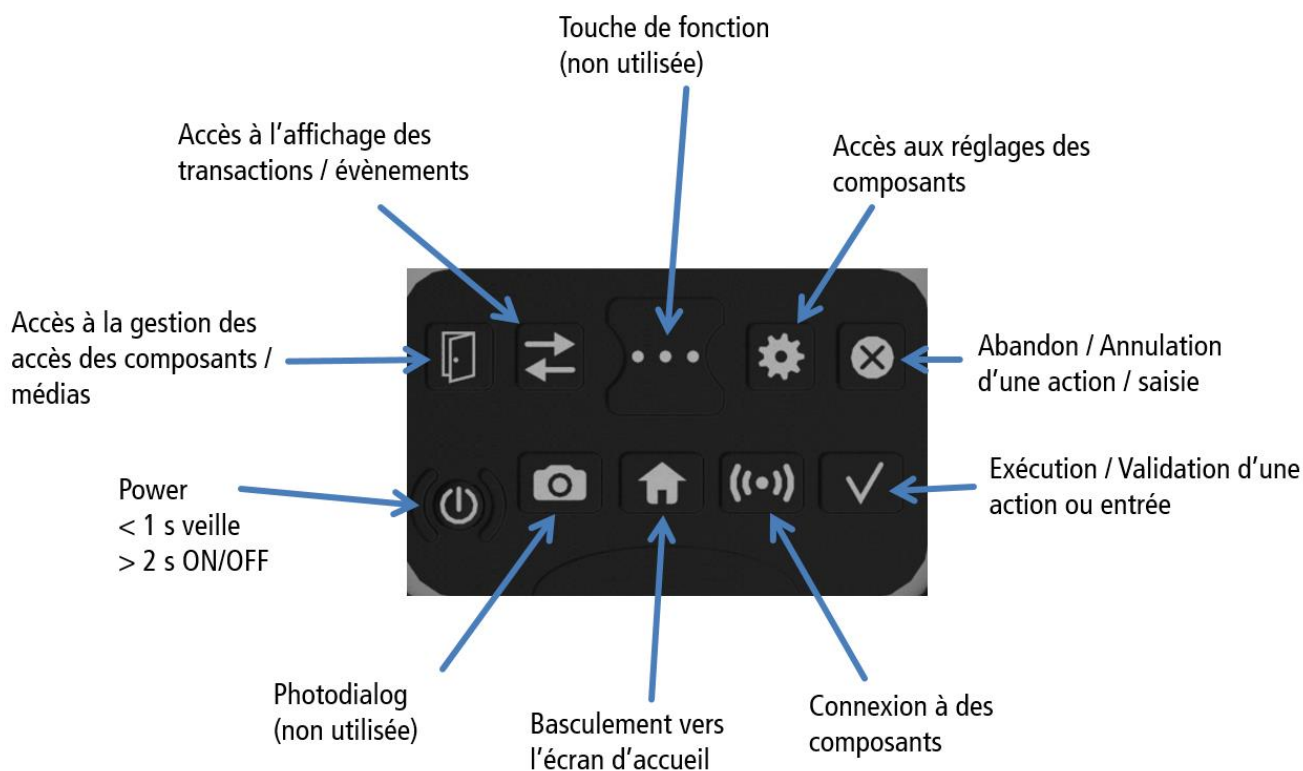 Touche de fonction
(non utilisée)
Accès à l’affichage des
transactions / évènements
Accès aux réglages des
composants
Accès à la gestion des
accès des composants /
médias
Abandon / Annulation
d’une action / saisie
Power
< 1 s veille
> 2 s ON/OFF
Exécution / Validation d’une
action ou entrée
Photodialog
(non utilisée)
Basculement vers
l’écran d’accueil
Connexion à des
composants